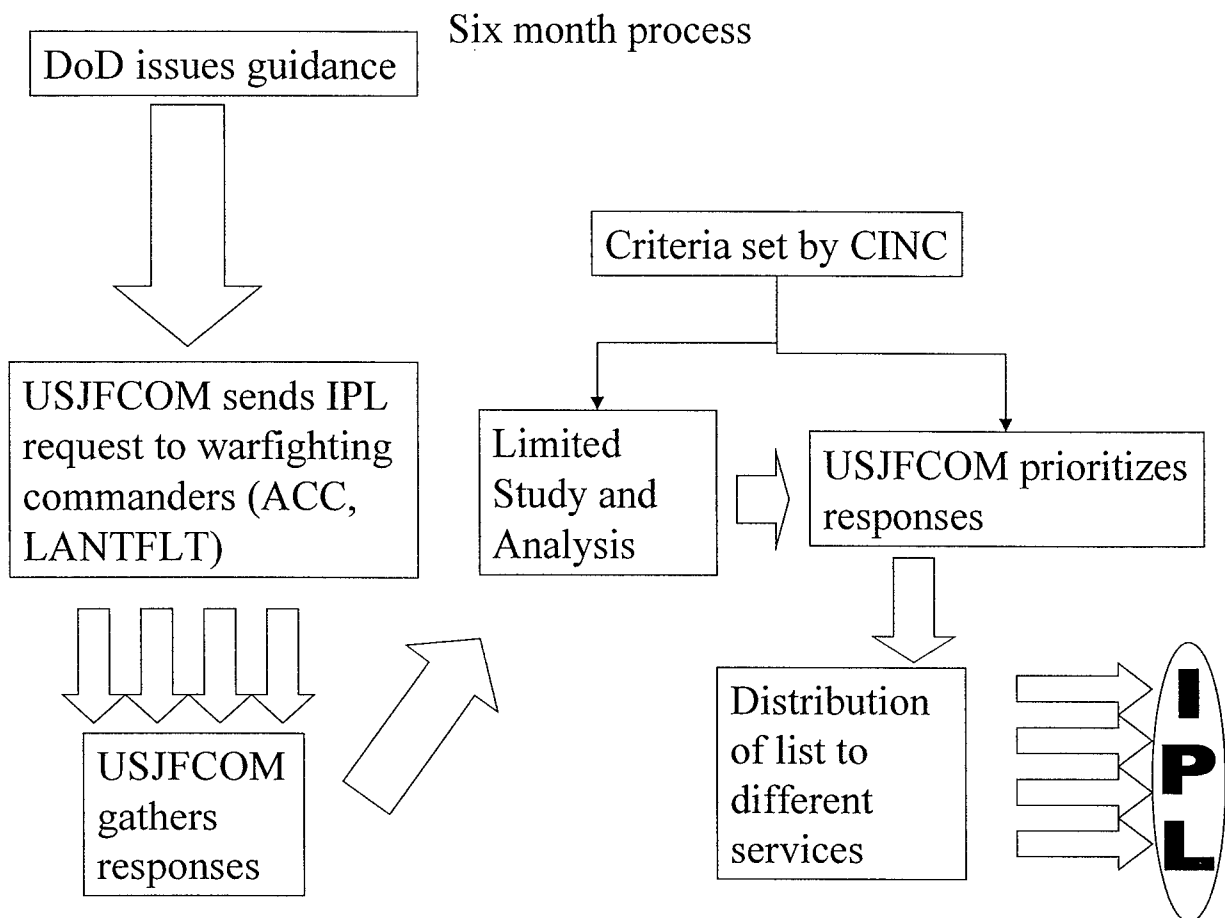 Six month process
DoD issues guidance
Criteria set by CINC
USJFCOM sends IPL
request to warfighting
commanders (ACC,
LANTFLT)
Limited
Study and
Analysis
USJFCOM prioritizes
responses
USJFCOM
gathers
responses
Distribution
of list to
different
services
I
P
L